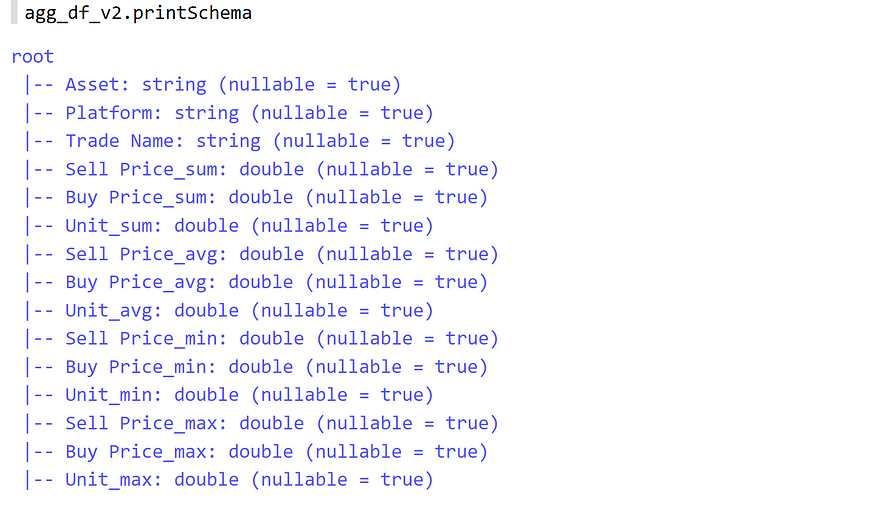 agg_df_v2.printSchema
root
|-- Asset: string (nullable = true)
|-- Platform: string (nullable = true)
|-- Trade Name: string (nullable = true)
|-- Sell Price_sum: double (nullable = true)
|-- Buy Price_sum: double (nullable = true)
|-- Unit_sum: double (nullable = true)
|-- Sell Price_avg: double (nullable = true)
|-- Buy Price_avg: double (nullable = true)
|-- Unit_avg: double (nullable = true)
|-- Sell Price_min: double (nullable = true)
|-- Buy Price_min: double (nullable = true)
|-- Unit_min: double (nullable = true)
|-- Sell Price_max: double (nullable = true)
|-- Buy Price_max: double (nullable = true)
|-- Unit_max: double (nullable = true)